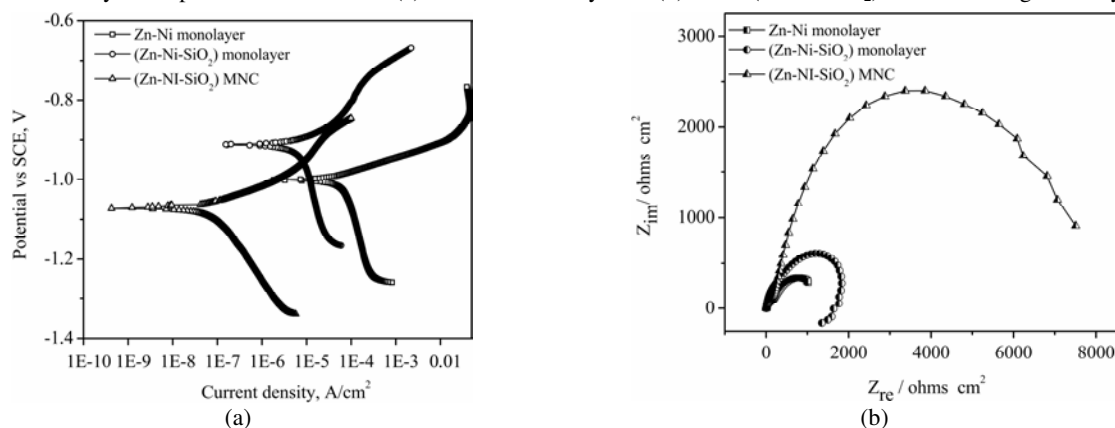 Zn-Ni monolayer
(Zn-Ni-SiO₂) monolayer
(Zn-NI-SiO₂) MNC
Potential vs SCE, V
-0.6
-0.8
-1.0
-1.2
-1.4
1E-10 1E-9 1E-8 1E-7 1E-6 1E-5 1E-4 1E-3 0.01
Current density, A/cm²
(a)
Zn-Ni monolayer
(Zn-Ni-SiO₂) monolayer
(Zn-NI-SiO₂) MNC
Z_im/ ohms cm²
3000
2000
1000
0
0 2000 4000 6000 8000
Z_re / ohms cm²
(b)